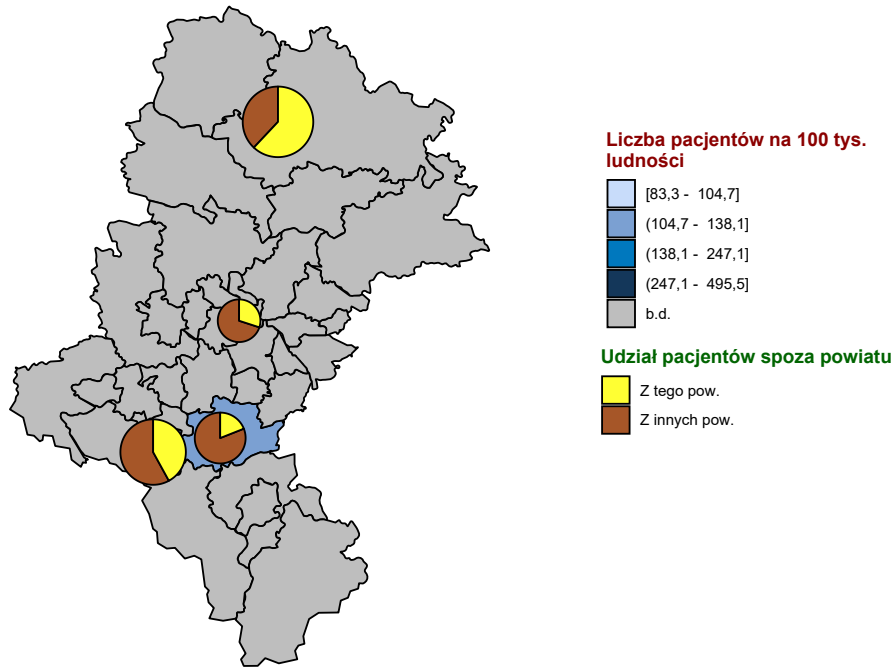 Liczba pacjentów na 100 tys.
ludności
[83,3 - 104,7]
(104,7 - 138,1]
(138,1 - 247,1]
(247,1 - 495,5]
b.d.
Udział pacjentów spoza powiatu
Z tego pow.
Z innych pow.